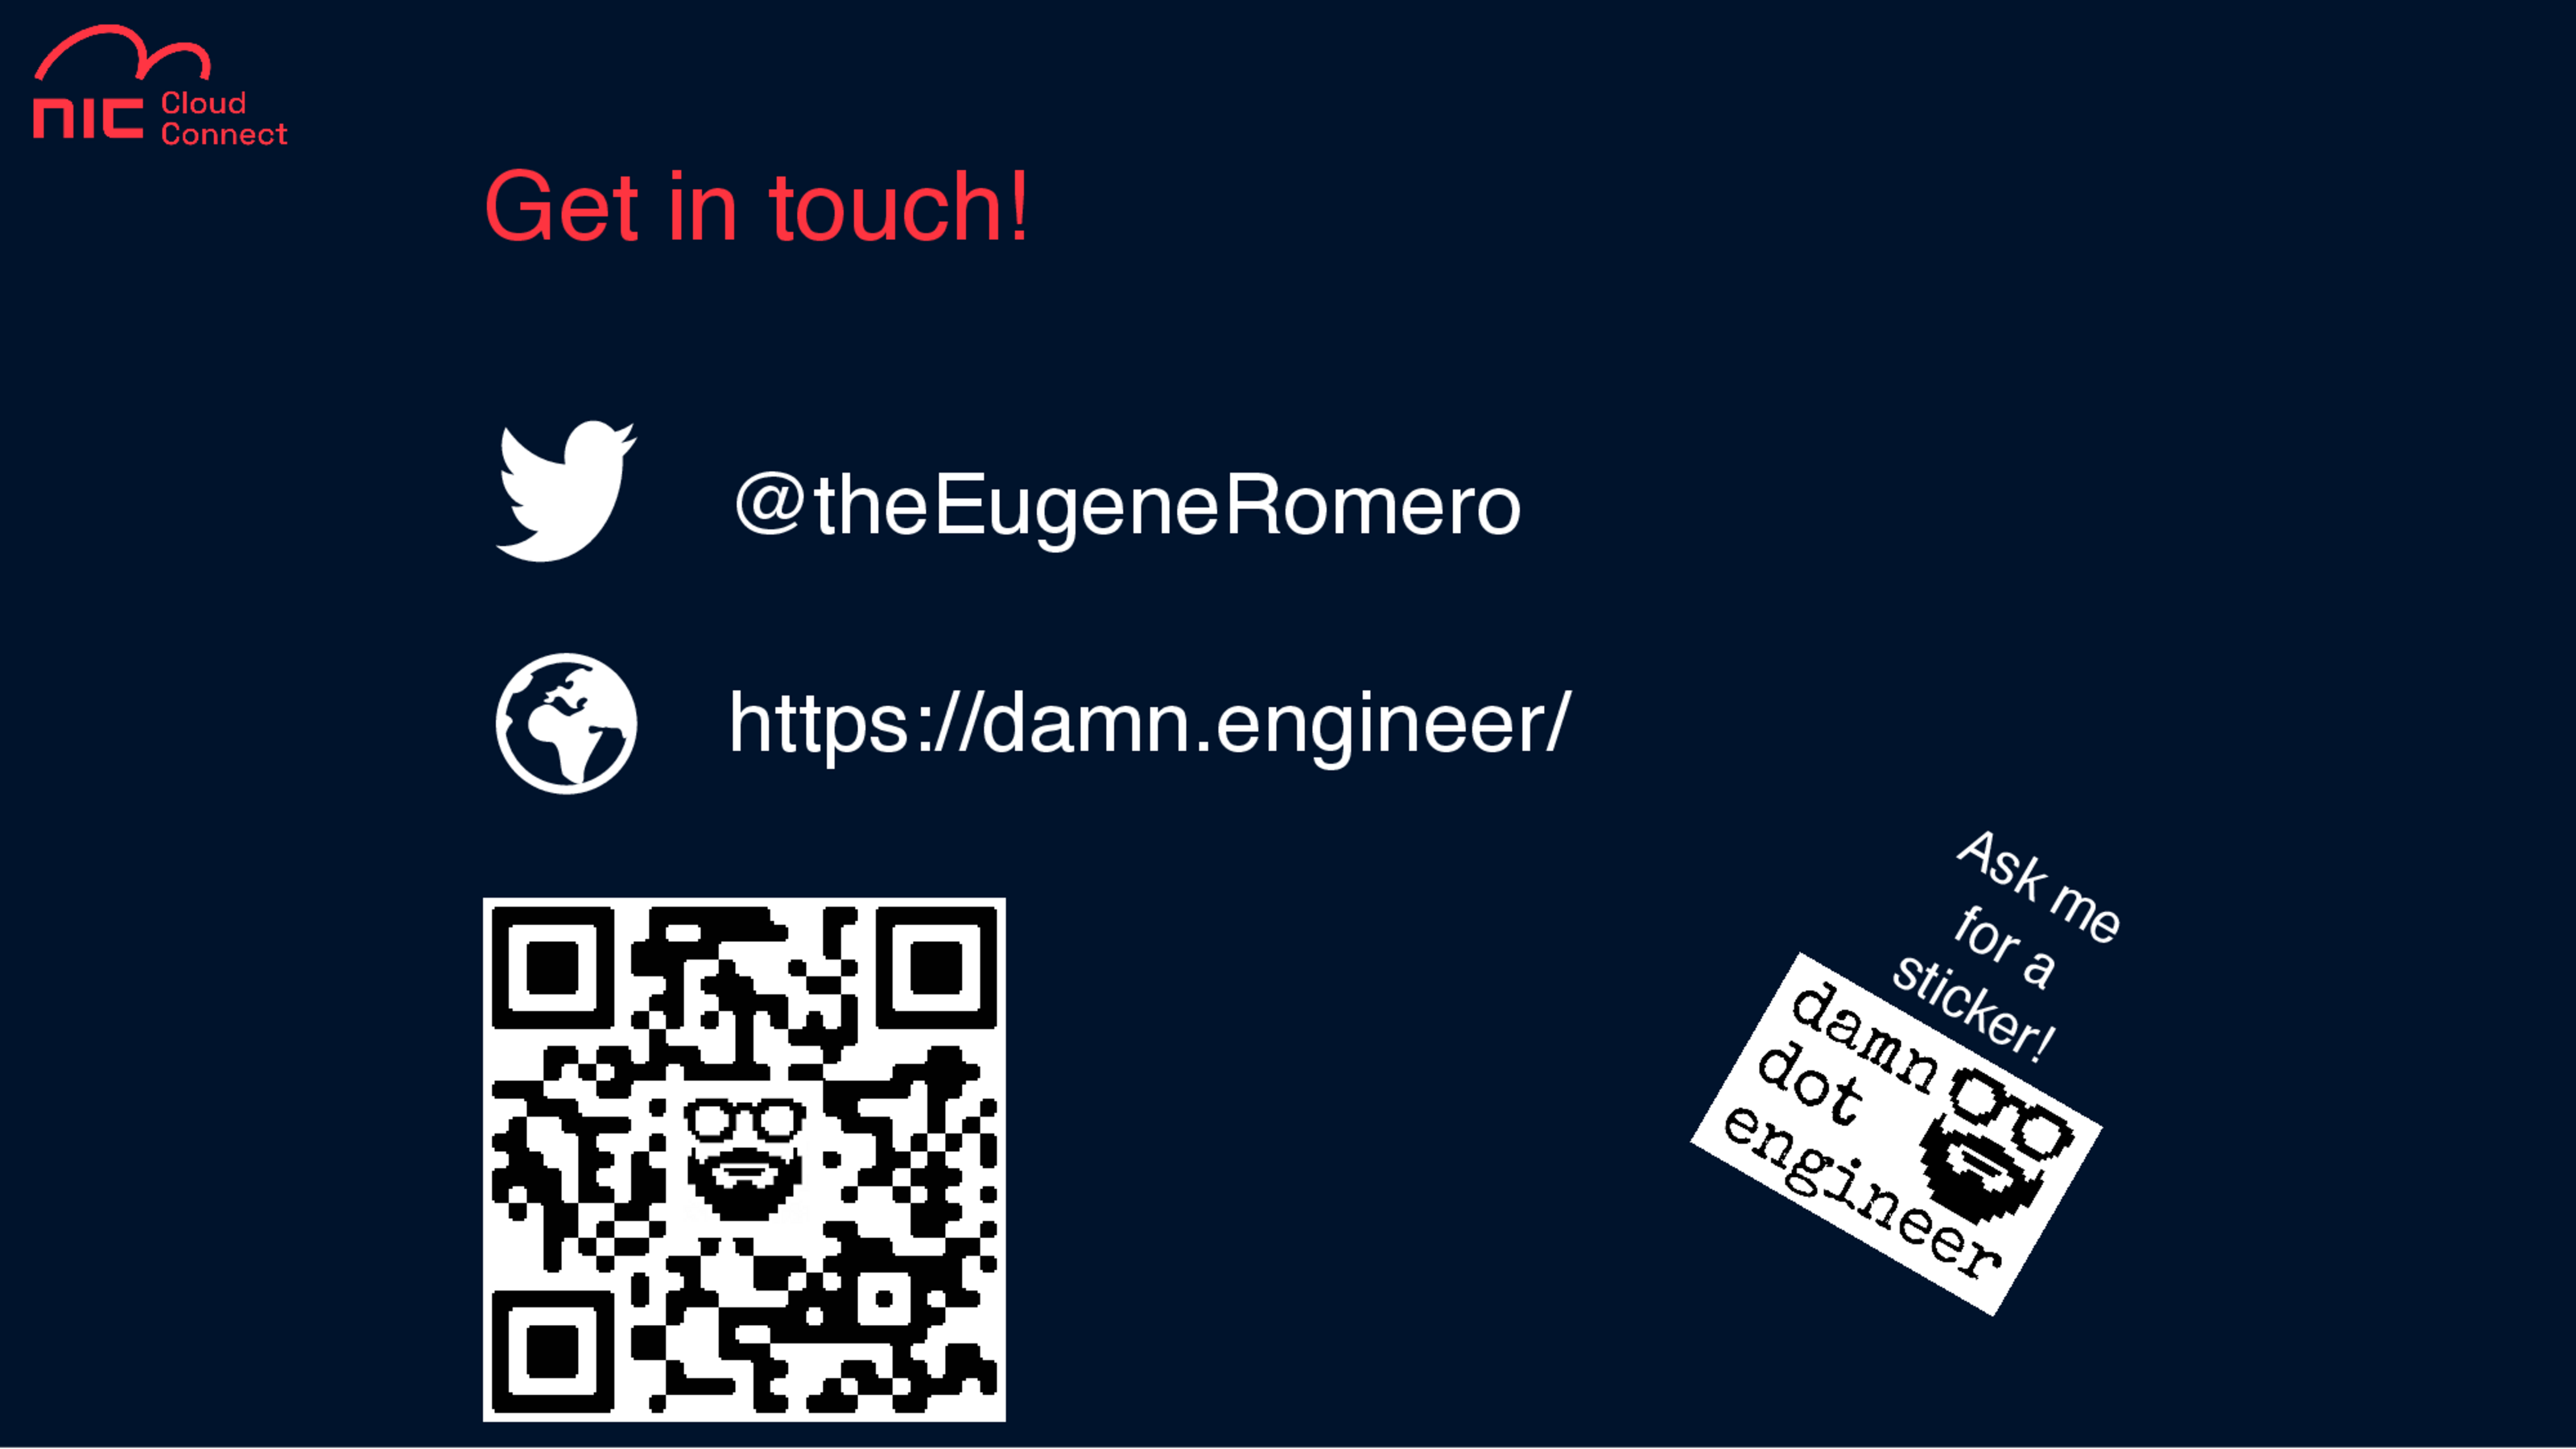 nic Cloud
Connect
Get in touch!
@theEugeneRomero
https://damn.engineer/
Ask me
for a
sticker!
damn
dot
engineer